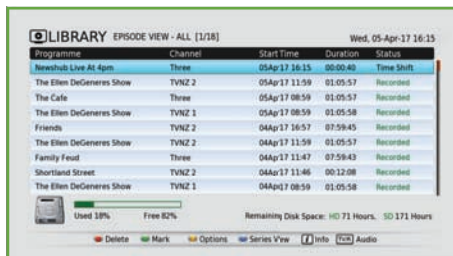 LIBRARY EPISODE VIEW - ALL [1/18] Wed, 05-Apr-17 16:15
Programme Channel Start Time Duration Status
Newshub Live At 4pm Three 05Apr'17 16:15 00:00:40 Time Shift
The Ellen DeGeneres Show TVNZ 2 05Apr'17 11:59 01:05:57 Recorded
The Cafe Three 05Apr'17 08:59 01:05:57 Recorded
The Ellen DeGeneres Show TVNZ 1 05Apr'17 08:59 01:05:58 Recorded
Friends TVNZ 2 04Apr'17 16:57 07:59:45 Recorded
The Ellen DeGeneres Show TVNZ 2 04Apr'17 11:59 01:05:57 Recorded
Family Feud Three 04Apr'17 11:47 07:59:43 Recorded
Shortland Street TVNZ 2 04Apr'17 11:46 00:12:08 Recorded
The Ellen DeGeneres Show TVNZ 1 04Apr'17 08:59 01:05:58 Recorded
Used 18% Free 82% Remaining Disk Space: HD 71 Hours, SD 171 Hours
Delete Mark Options Series View i Info Audio